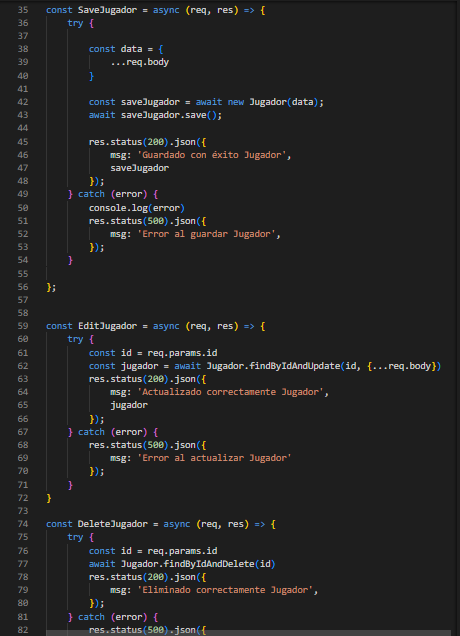 35 const SaveJugador = async (req, res) => {
36 try {
37
38 const data = {
39 ...req.body
40 }
41
42 const saveJugador = await new Jugador(data);
43 await saveJugador.save();
44
45 res.status(200).json({
46 msg: 'Guardado con éxito Jugador',
47 saveJugador
48 });
49 } catch (error) {
50 console.log(error)
51 res.status(500).json({
52 msg: 'Error al guardar Jugador',
53 });
54 }
55
56 };
57
58
59 const EditJugador = async (req, res) => {
60 try {
61 const id = req.params.id
62 const jugador = await Jugador.findByIdAndUpdate(id, {...req.body})
63 res.status(200).json({
64 msg: 'Actualizado correctamente Jugador',
65 jugador
66 });
67 } catch (error) {
68 res.status(500).json({
69 msg: 'Error al actualizar Jugador'
70 });
71 }
72 }
73
74 const DeleteJugador = async (req, res) => {
75 try {
76 const id = req.params.id
77 await Jugador.findByIdAndDelete(id)
78 res.status(200).json({
79 msg: 'Eliminado correctamente Jugador',
80 });
81 } catch (error) {
82 res.status(500).json({